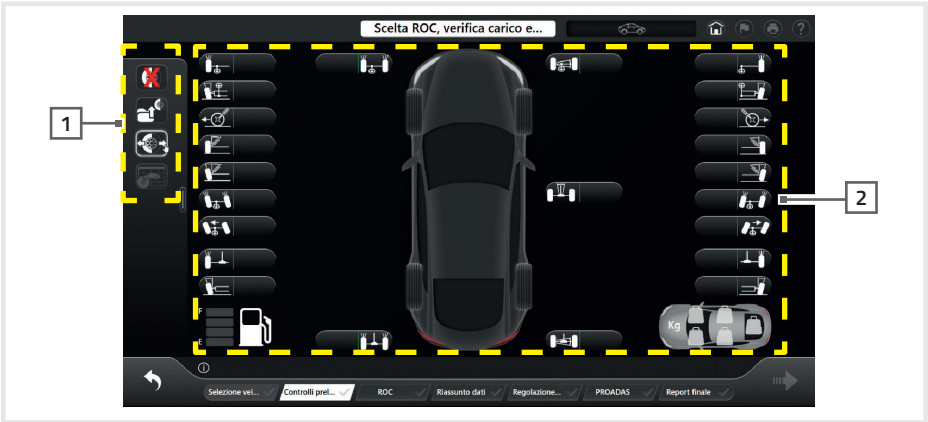 Scelta ROC, verifica carico e...
?
1
2
F
E
Kg
Selezione vei... Controlli prel... ROC Riassunto dati Regolazione... PROADAS Report finale